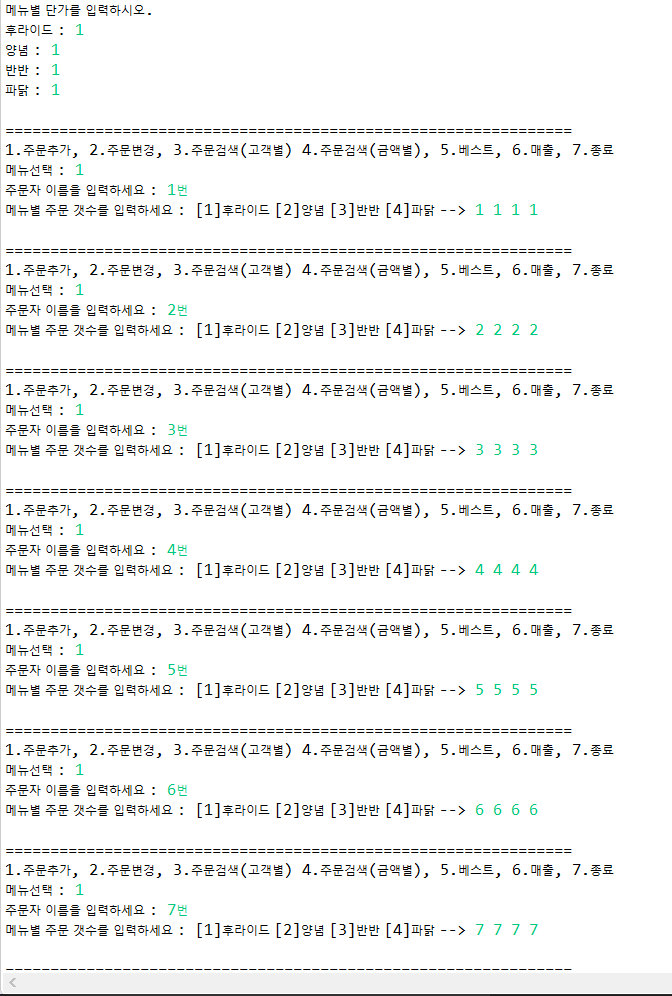 메뉴별 단가를 입력하시오.
후라이드 : 1
양념 : 1
반반 : 1
파닭 : 1
===============================================================
1.주문추가, 2.주문변경, 3.주문검색(고객별) 4.주문검색(금액별), 5.베스트, 6.매출, 7.종료
메뉴선택 : 1
주문자 이름을 입력하세요 : 1번
메뉴별 주문 갯수를 입력하세요 : [1]후라이드 [2]양념 [3]반반 [4]파닭 --> 1 1 1 1
===============================================================
1.주문추가, 2.주문변경, 3.주문검색(고객별) 4.주문검색(금액별), 5.베스트, 6.매출, 7.종료
메뉴선택 : 1
주문자 이름을 입력하세요 : 2번
메뉴별 주문 갯수를 입력하세요 : [1]후라이드 [2]양념 [3]반반 [4]파닭 --> 2 2 2 2
===============================================================
1.주문추가, 2.주문변경, 3.주문검색(고객별) 4.주문검색(금액별), 5.베스트, 6.매출, 7.종료
메뉴선택 : 1
주문자 이름을 입력하세요 : 3번
메뉴별 주문 갯수를 입력하세요 : [1]후라이드 [2]양념 [3]반반 [4]파닭 --> 3 3 3 3
===============================================================
1.주문추가, 2.주문변경, 3.주문검색(고객별) 4.주문검색(금액별), 5.베스트, 6.매출, 7.종료
메뉴선택 : 1
주문자 이름을 입력하세요 : 4번
메뉴별 주문 갯수를 입력하세요 : [1]후라이드 [2]양념 [3]반반 [4]파닭 --> 4 4 4 4
===============================================================
1.주문추가, 2.주문변경, 3.주문검색(고객별) 4.주문검색(금액별), 5.베스트, 6.매출, 7.종료
메뉴선택 : 1
주문자 이름을 입력하세요 : 5번
메뉴별 주문 갯수를 입력하세요 : [1]후라이드 [2]양념 [3]반반 [4]파닭 --> 5 5 5 5
===============================================================
1.주문추가, 2.주문변경, 3.주문검색(고객별) 4.주문검색(금액별), 5.베스트, 6.매출, 7.종료
메뉴선택 : 1
주문자 이름을 입력하세요 : 6번
메뉴별 주문 갯수를 입력하세요 : [1]후라이드 [2]양념 [3]반반 [4]파닭 --> 6 6 6 6
===============================================================
1.주문추가, 2.주문변경, 3.주문검색(고객별) 4.주문검색(금액별), 5.베스트, 6.매출, 7.종료
메뉴선택 : 1
주문자 이름을 입력하세요 : 7번
메뉴별 주문 갯수를 입력하세요 : [1]후라이드 [2]양념 [3]반반 [4]파닭 --> 7 7 7 7
===============================================================